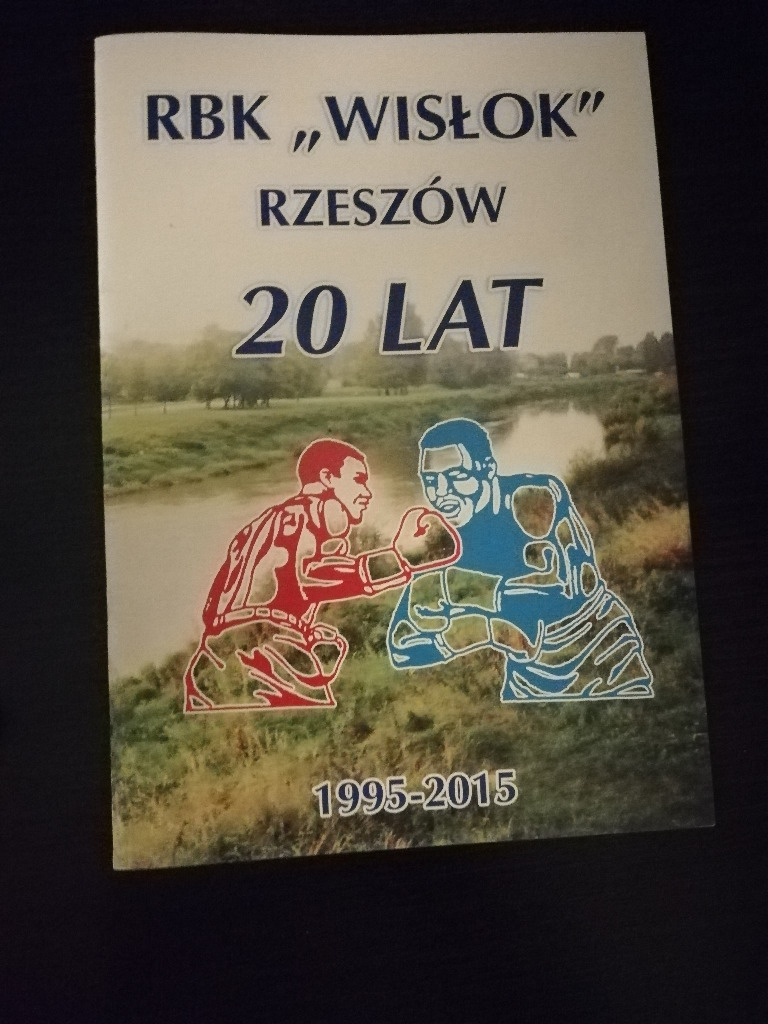 RBK „WISŁOK”
RZESZÓW
20 LAT
1995-2015